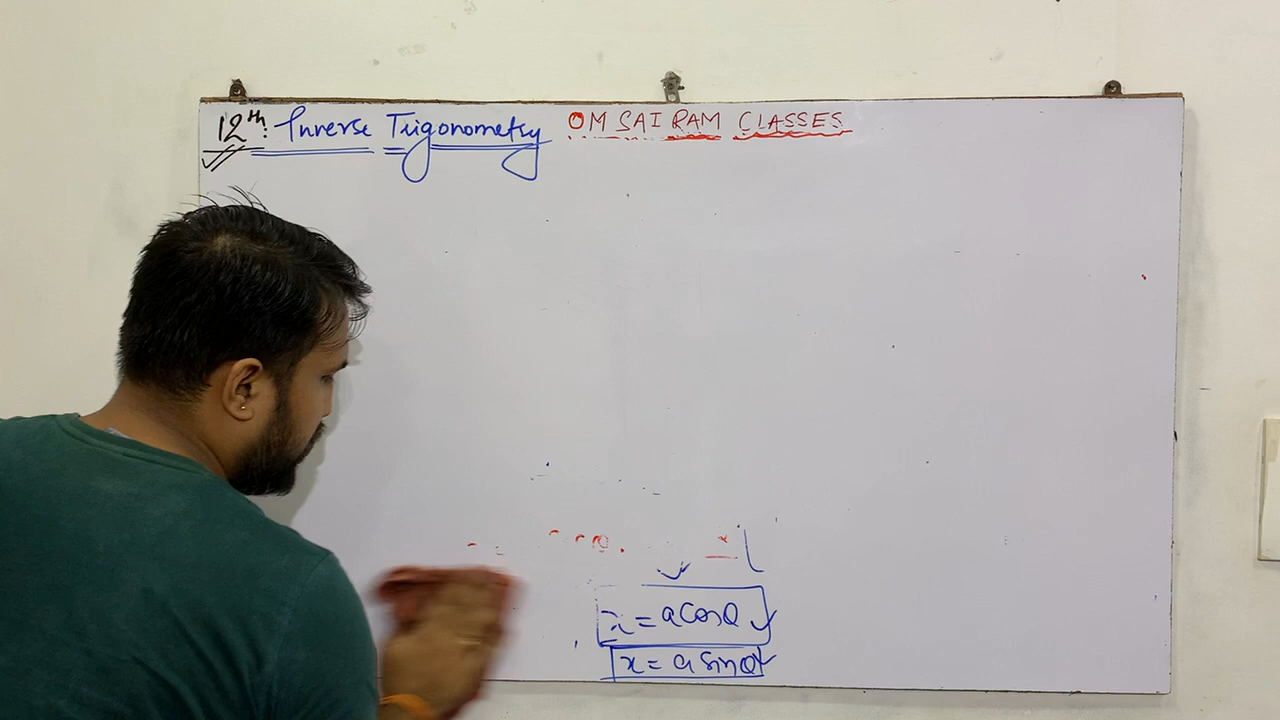 12th: Inverse Trigonometry OM SAI RAM CLASSES
x = a cosθ
x = a sinθ